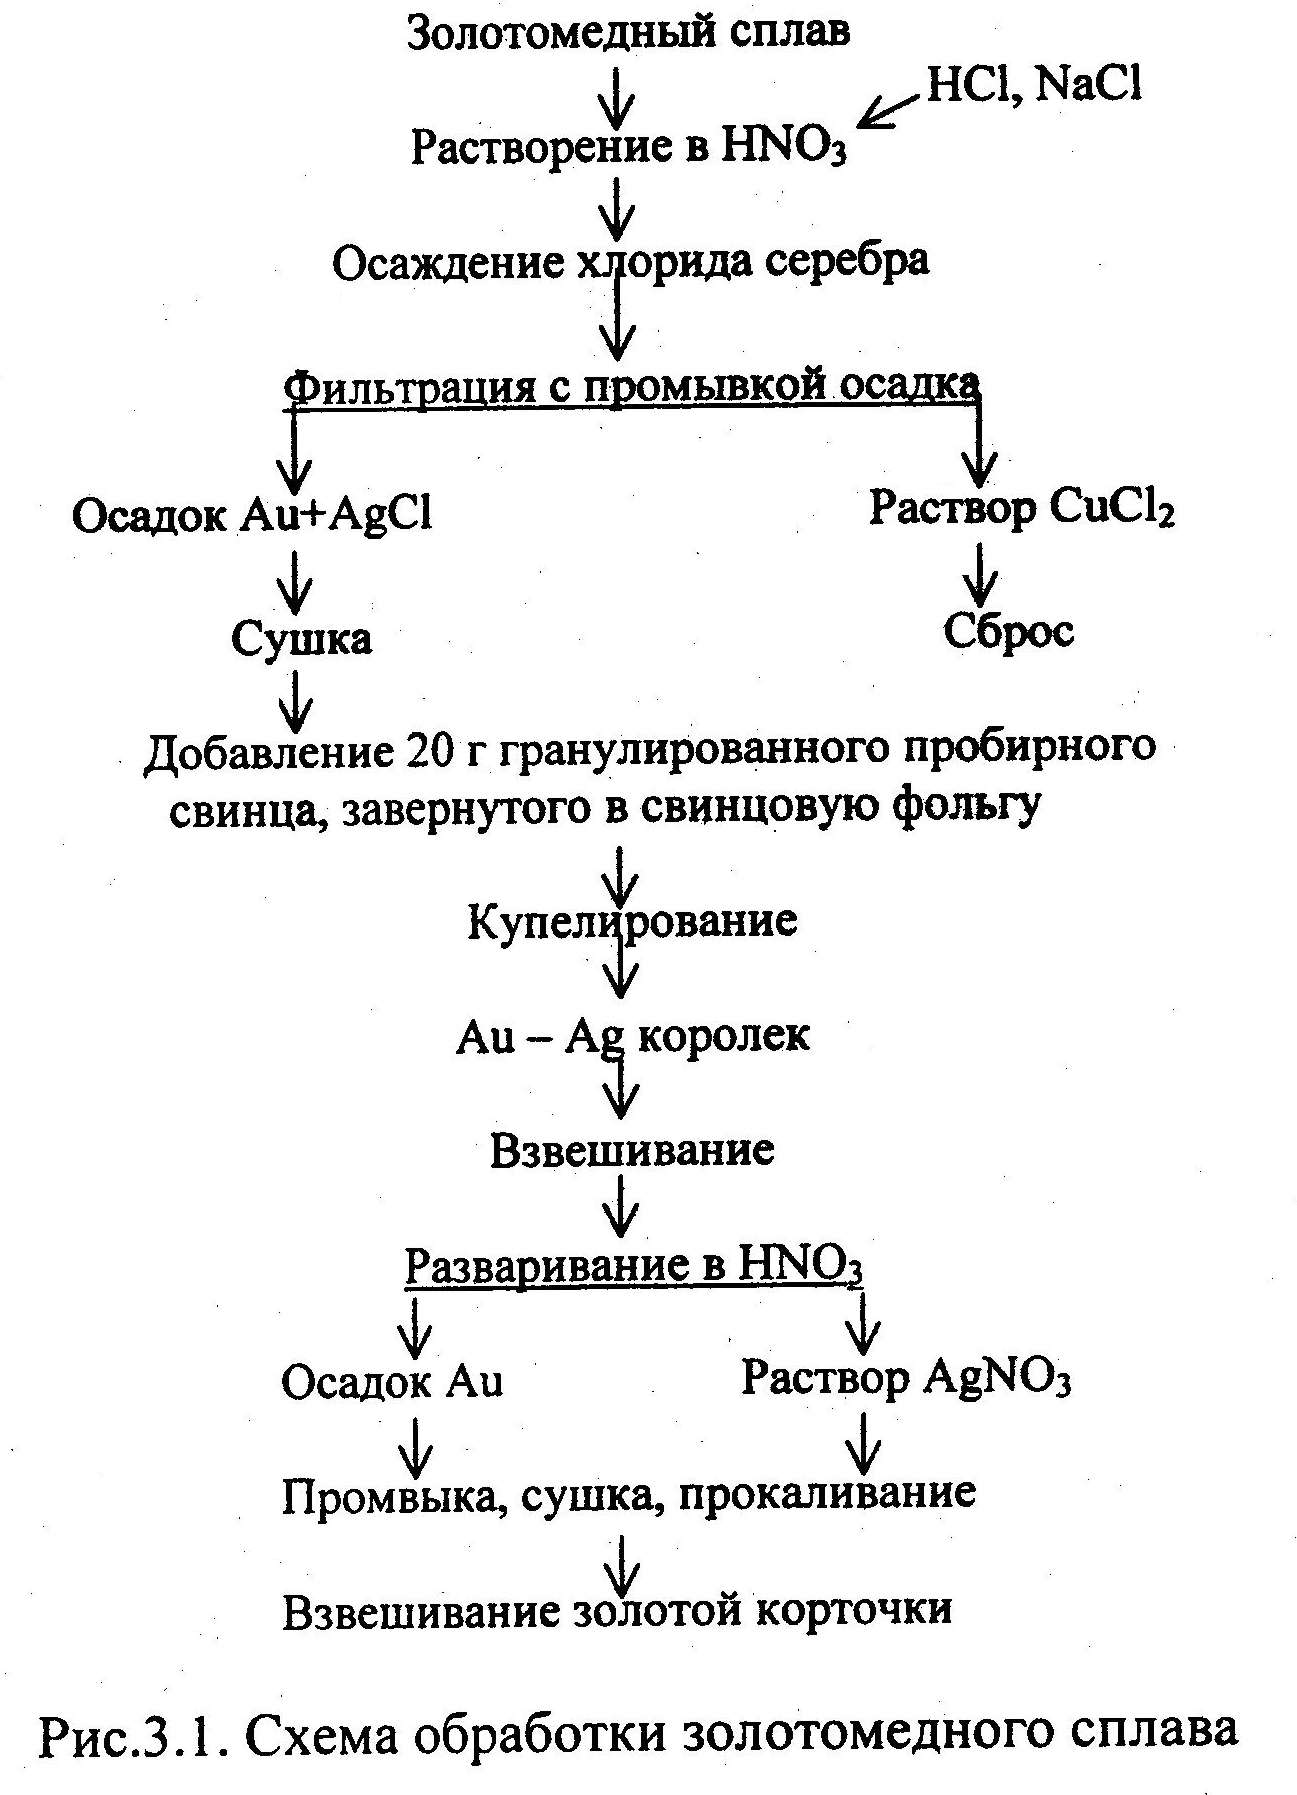 Золотомедный сплав
HCl, NaCl
Растворение в HNO₃
Осаждение хлорида серебра
Фильтрация с промывкой осадка
Осадок Au+AgCl
Раствор CuCl₂
Сушка
Сброс
Добавление 20 г гранулированного пробирного
свинца, завернутого в свинцовую фольгу
Купелирование
Au – Ag королек
Взвешивание
Разваривание в HNO₃
Осадок Au
Раствор AgNO₃
Промвыка, сушка, прокаливание
Взвешивание золотой корточки
Рис.3.1. Схема обработки золотомедного сплава